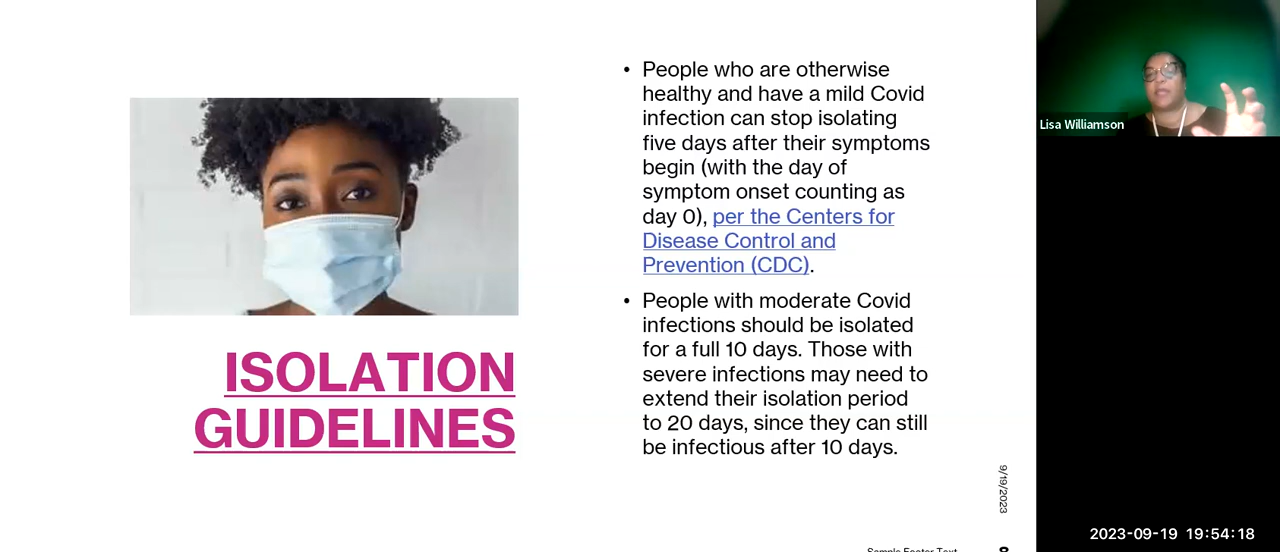 • People who are otherwise
healthy and have a mild Covid
infection can stop isolating
five days after their symptoms
begin (with the day of
symptom onset counting as
day 0), per the Centers for
Disease Control and
Prevention (CDC).
• People with moderate Covid
infections should be isolated
for a full 10 days. Those with
severe infections may need to
extend their isolation period
to 20 days, since they can still
be infectious after 10 days.
ISOLATION
GUIDELINES
9/19/2023
Sample Footer Text
8
Lisa Williamson
2023-09-19 19:54:18